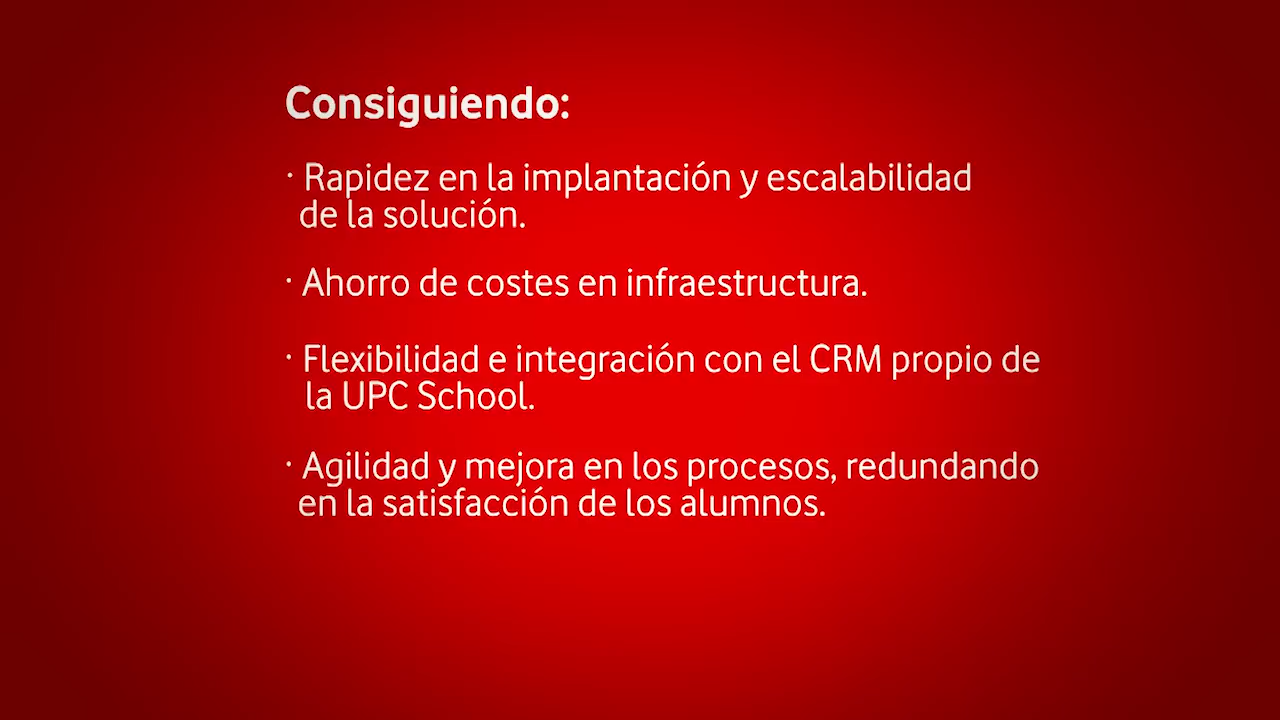 Consiguiendo:
· Rapidez en la implantación y escalabilidad
de la solución.
· Ahorro de costes en infraestructura.
· Flexibilidad e integración con el CRM propio de
la UPC School.
· Agilidad y mejora en los procesos, redundando
en la satisfacción de los alumnos.